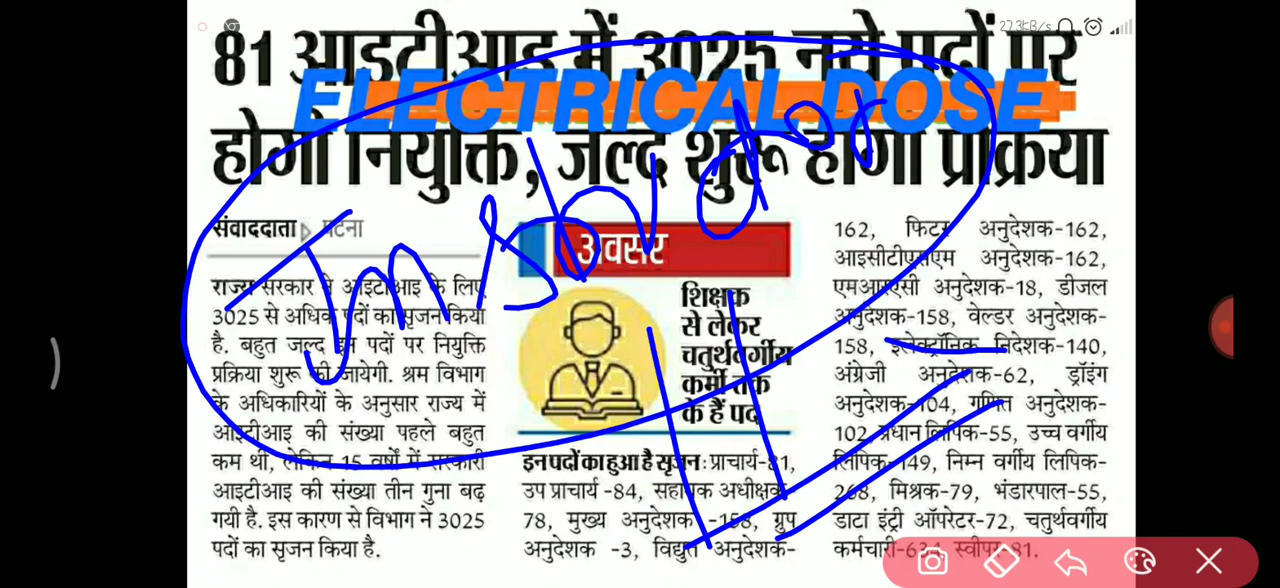 27.3KB/s
81 आइटीआइ में 3025 नये पदों पर
ELECTRICAL DOSE
होगी नियुक्ति, जल्द शुरू होगी प्रक्रिया
संवाददाता ▷ पटना
राज्य सरकार ने आइटीआइ के लिए
3025 से अधिक पदों का सृजन किया
है. बहुत जल्द इन पदों पर नियुक्ति
प्रक्रिया शुरू की जायेगी. श्रम विभाग
के अधिकारियों के अनुसार राज्य में
आइटीआइ की संख्या पहले बहुत
कम थी, लेकिन 15 वर्षों में सरकारी
आइटीआइ की संख्या तीन गुना बढ़
गयी है. इस कारण से विभाग ने 3025
पदों का सृजन किया है.
अवसर
शिक्षक
से लेकर
चतुर्थवर्गीय
कर्मी तक
के हैं पद
इन पदों का हुआ है सृजन: प्राचार्य-81,
उप प्राचार्य -84, सहायक अधीक्षक-
78, मुख्य अनुदेशक -158, ग्रुप
अनुदेशक -3, विद्युत अनुदेशक-
162, फिटर अनुदेशक-162,
आइसीटीएसएम अनुदेशक-162,
एमआरएसी अनुदेशक-18, डीजल
अनुदेशक-158, वेल्डर अनुदेशक-
158, इलेक्ट्रॉनिक निदेशक-140,
अंग्रेजी अनुदेशक-62, ड्रॉइंग
अनुदेशक-104, गणित अनुदेशक-
102, प्रधान लिपिक-55, उच्च वर्गीय
लिपिक-149, निम्न वर्गीय लिपिक-
268, मिश्रक-79, भंडारपाल-55,
डाटा इंट्री ऑपरेटर-72, चतुर्थवर्गीय
कर्मचारी-634, स्वीपर-81.